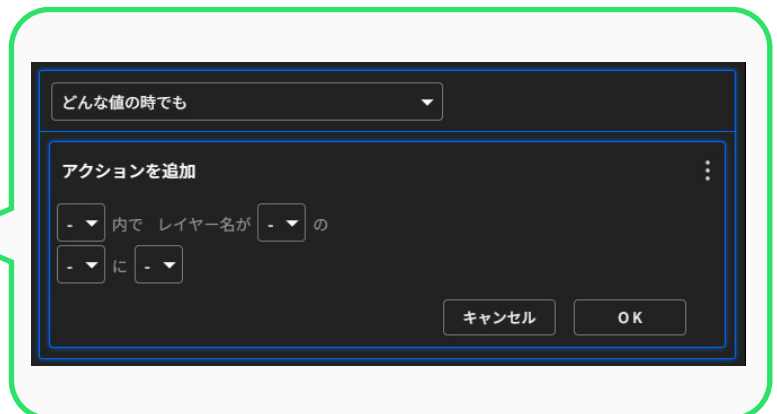 どんな値の時でも
アクションを追加
- 内で レイヤー名が - の
- に -
キャンセル OK